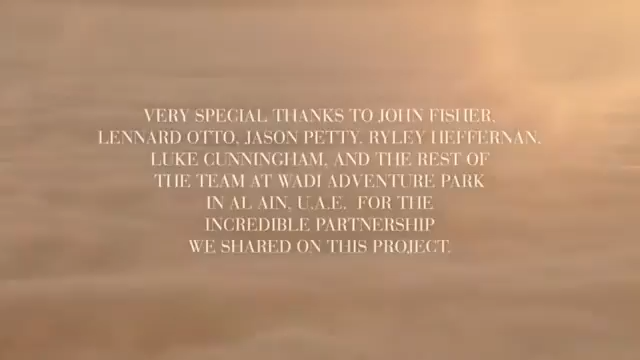 VERY SPECIAL THANKS TO JOHN FISHER,
LENNARD OTTO, JASON PETTY, RYLEY HEFFERNAN,
LUKE CUNNINGHAM, AND THE REST OF
THE TEAM AT WADI ADVENTURE PARK
IN AL AIN, U.A.E. FOR THE
INCREDIBLE PARTNERSHIP
WE SHARED ON THIS PROJECT.